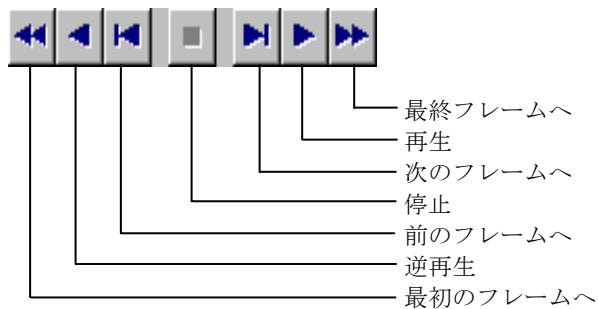 最終フレームへ
再生
次のフレームへ
停止
前のフレームへ
逆再生
最初のフレームへ